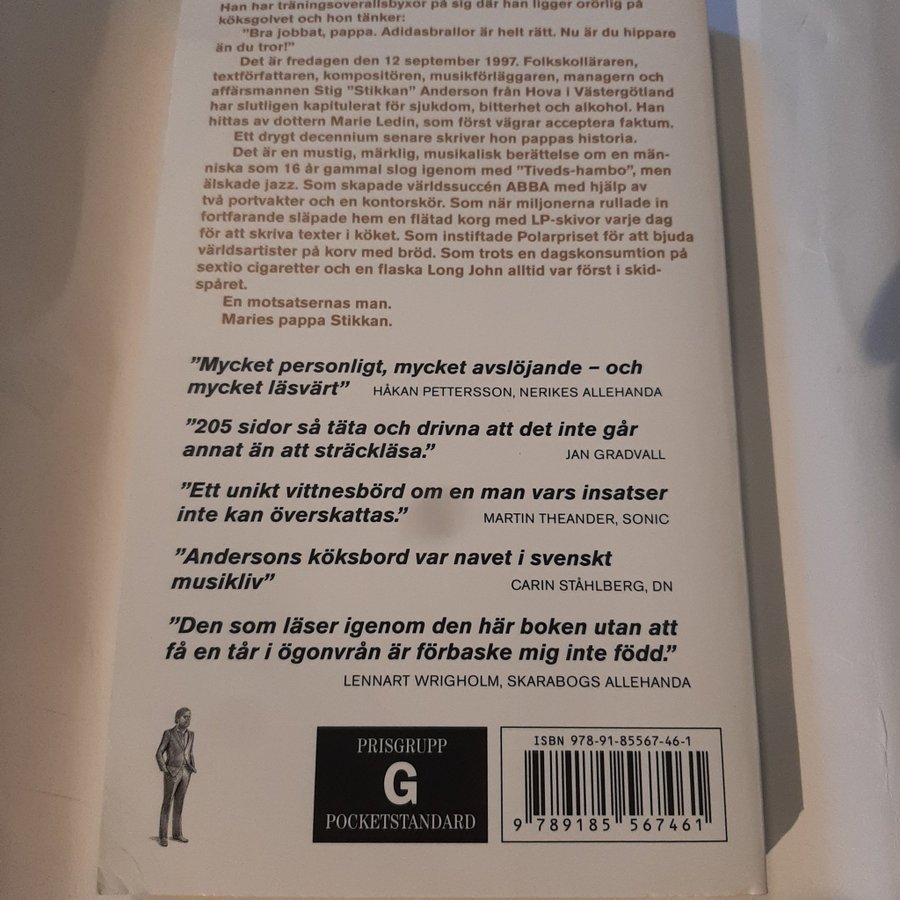 Han har träningsoverallsbyxor på sig där han ligger orörlig på
köksgolvet och hon tänker:
"Bra jobbat, pappa. Adidasbrallor är helt rätt. Nu är du hippare
än du tror!"
Det är fredagen den 12 september 1997. Folkskolläraren,
textförfattaren, kompositören, musikförläggaren, managern och
affärsmannen Stig "Stikkan" Anderson från Hova i Västergötland
har slutligen kapitulerat för sjukdom, bitterhet och alkohol. Han
hittas av dottern Marie Ledin, som först vägrar acceptera faktum.
Ett drygt decennium senare skriver hon pappas historia.
Det är en mustig, märklig, musikalisk berättelse om en män-
niska som 16 år gammal slog igenom med "Tiveds-hambo", men
älskade jazz. Som skapade världssuccén ABBA med hjälp av
två portvakter och en kontorskör. Som när miljonerna rullade in
fortfarande släpade hem en flätad korg med LP-skivor varje dag
för att skriva texter i köket. Som instiftade Polarpriset för att bjuda
världsartister på korv med bröd. Som trots en dagskonsumtion på
sextio cigaretter och en flaska Long John alltid var först i skid-
spåret.
En motsatsernas man.
Maries pappa Stikkan.
"Mycket personligt, mycket avslöjande – och
mycket läsvärt" HÅKAN PETTERSSON, NERIKES ALLEHANDA
"205 sidor så täta och drivna att det inte går
annat än att sträckläsa." JAN GRADVALL
"Ett unikt vittnesbörd om en man vars insatser
inte kan överskattas." MARTIN THEANDER, SONIC
"Andersons köksbord var navet i svenskt
musikliv" CARIN STÅHLBERG, DN
"Den som läser igenom den här boken utan att
få en tår i ögonvrån är förbaske mig inte född."
LENNART WRIGHOLM, SKARABOGS ALLEHANDA
PRISGRUPP
G
POCKETSTANDARD
ISBN 978-91-85567-46-1
9 789185 567461